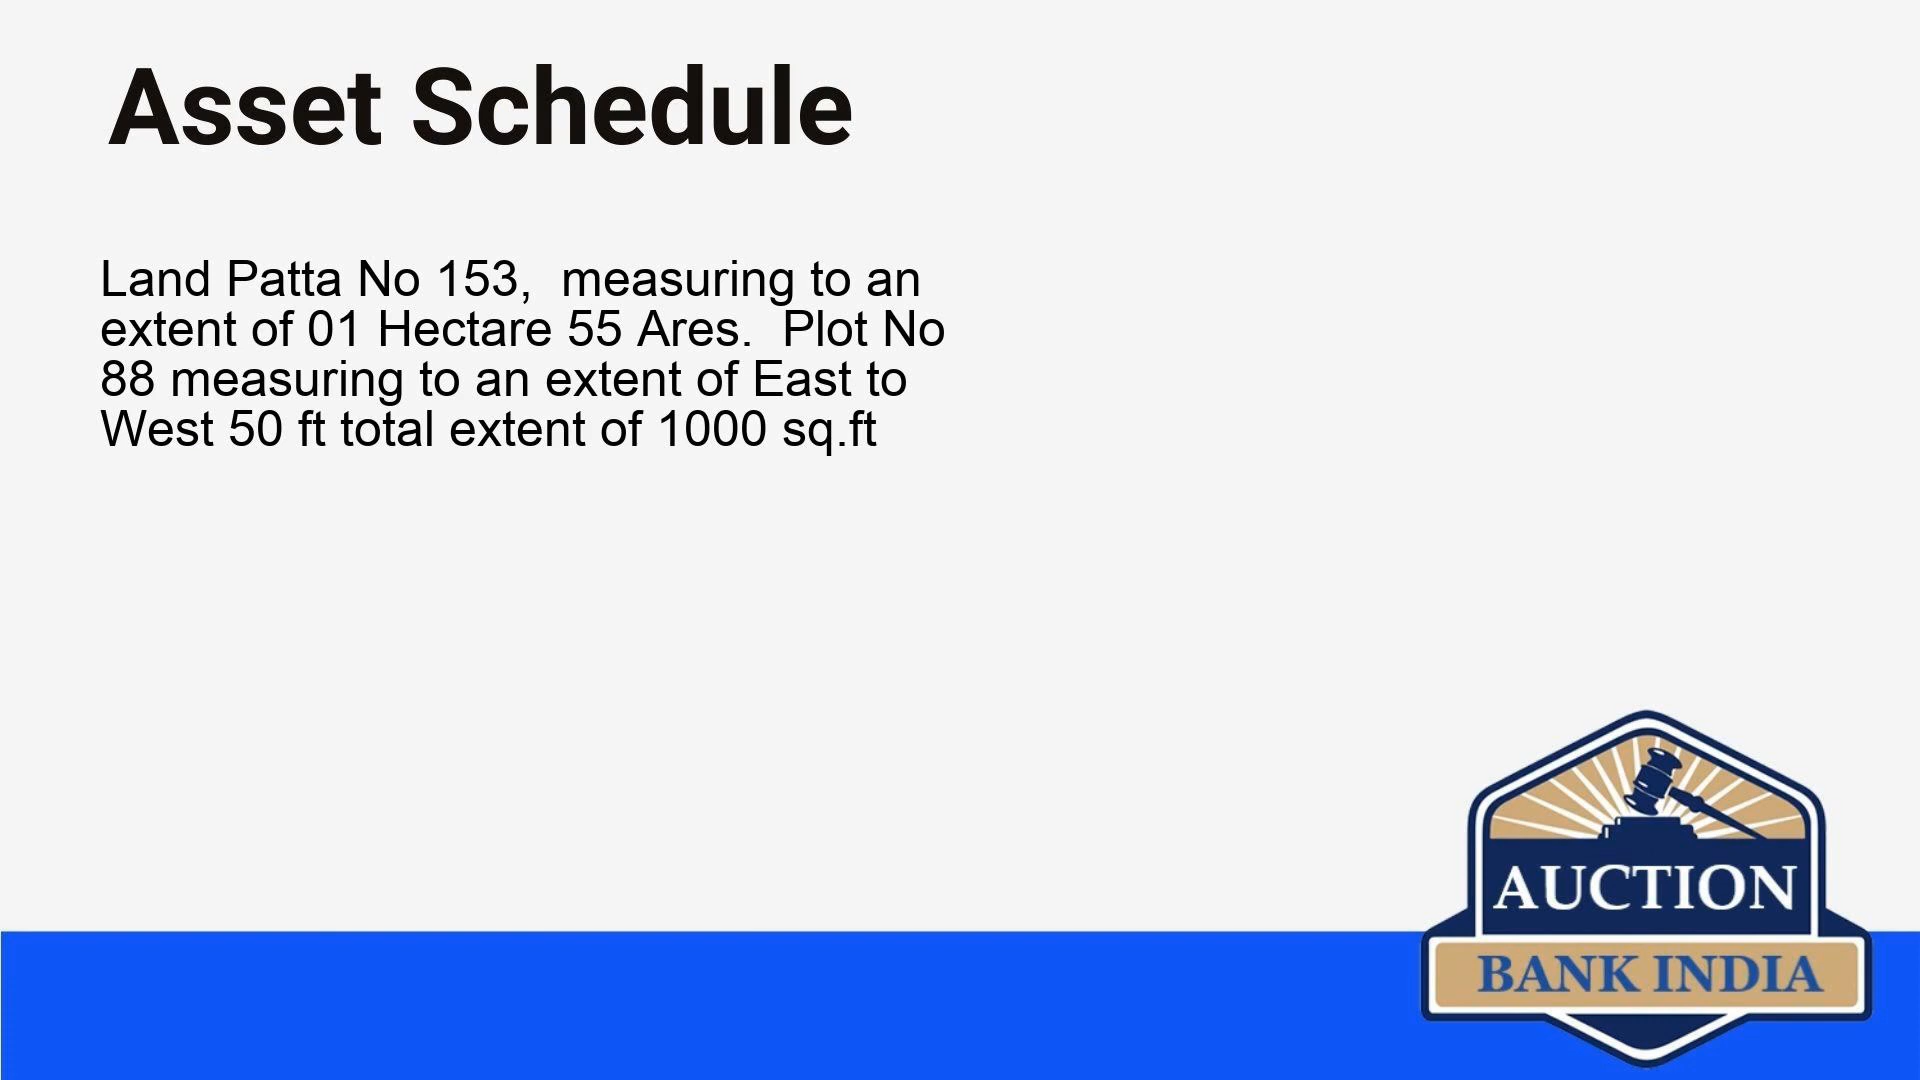 Asset Schedule
Land Patta No 153,  measuring to an
extent of 01 Hectare 55 Ares.  Plot No
88 measuring to an extent of East to
West 50 ft total extent of 1000 sq.ft
AUCTION
BANK INDIA